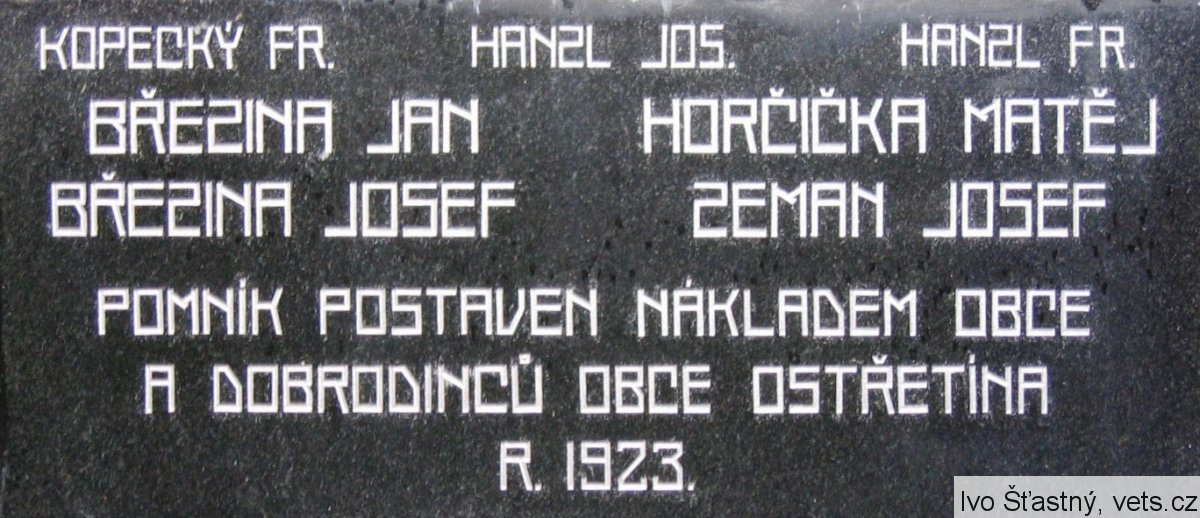 KOPECKÝ FR. HANZL JOS. HANZL FR.
BŘEZINA JAN HORČIČKA MATĚJ
BŘEZINA JOSEF ZEMAN JOSEF
POMNÍK POSTAVEN NÁKLADEM OBCE
A DOBRODINCŮ OBCE OSTŘETÍNA
R. 1923.
Ivo Šťastný, vets.cz